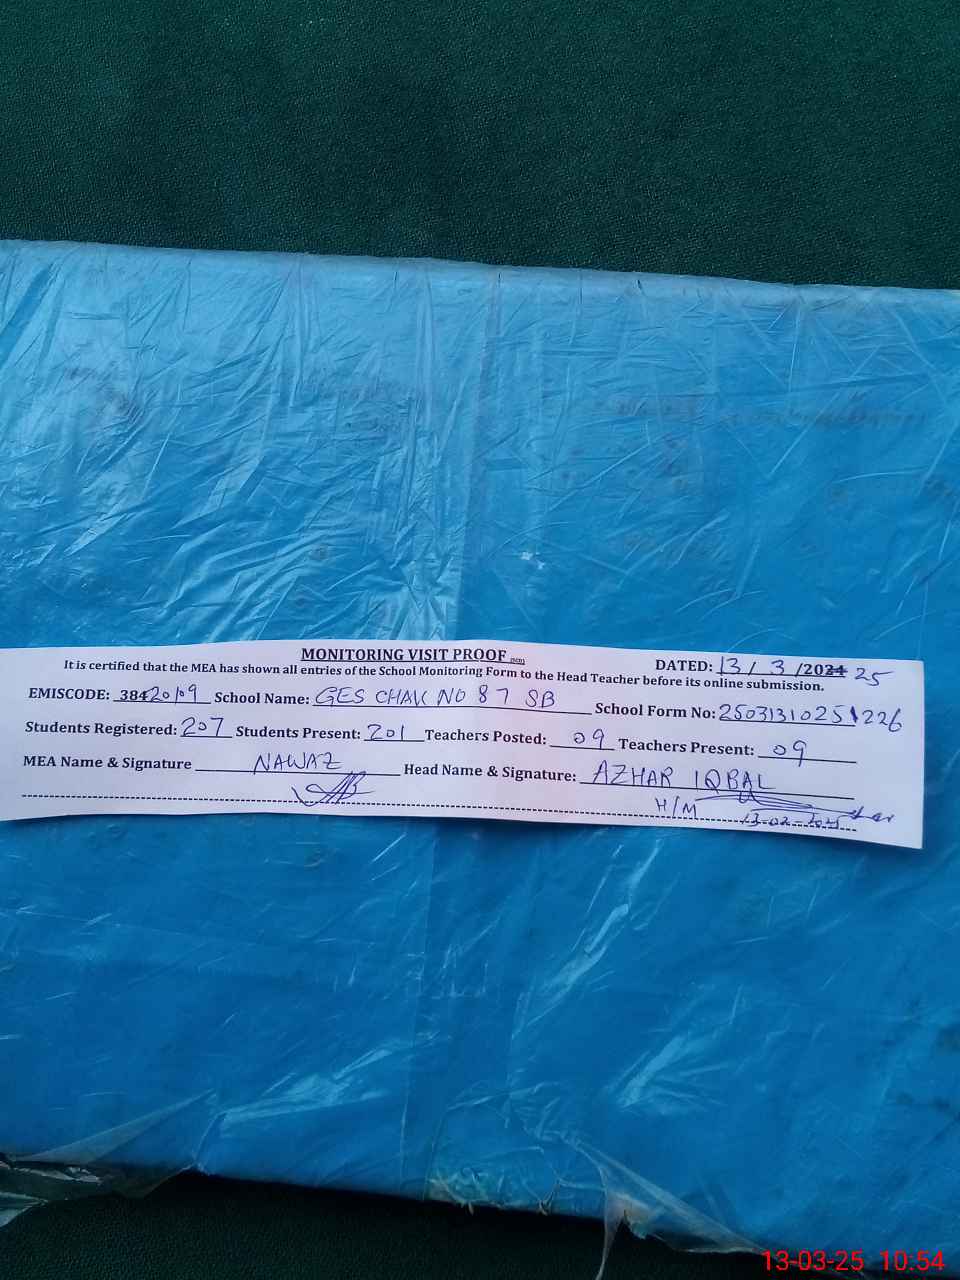 MONITORING VISIT PROOF
DATED: 13 / 3 /2024 25
It is certified that the MEA has shown all entries of the School Monitoring Form to the Head Teacher before its online submission.
EMISCODE: 38420109 School Name: GES CHAK NO 87 SB School Form No: 25031310251226
Students Registered: 207 Students Present: 201 Teachers Posted: 09 Teachers Present: 09
MEA Name & Signature NAWAZ Head Name & Signature: AZHAR IQBAL
H/M 13-02-2025
13-03-25 10:54